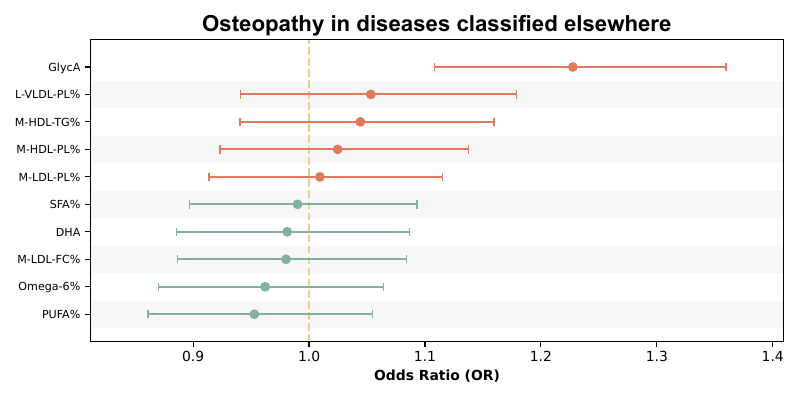 Osteopathy in diseases classified elsewhere
GlycA
L-VLDL-PL%
M-HDL-TG%
M-HDL-PL%
M-LDL-PL%
SFA%
DHA
M-LDL-FC%
Omega-6%
PUFA%
0.9 1.0 1.1 1.2 1.3 1.4
Odds Ratio (OR)